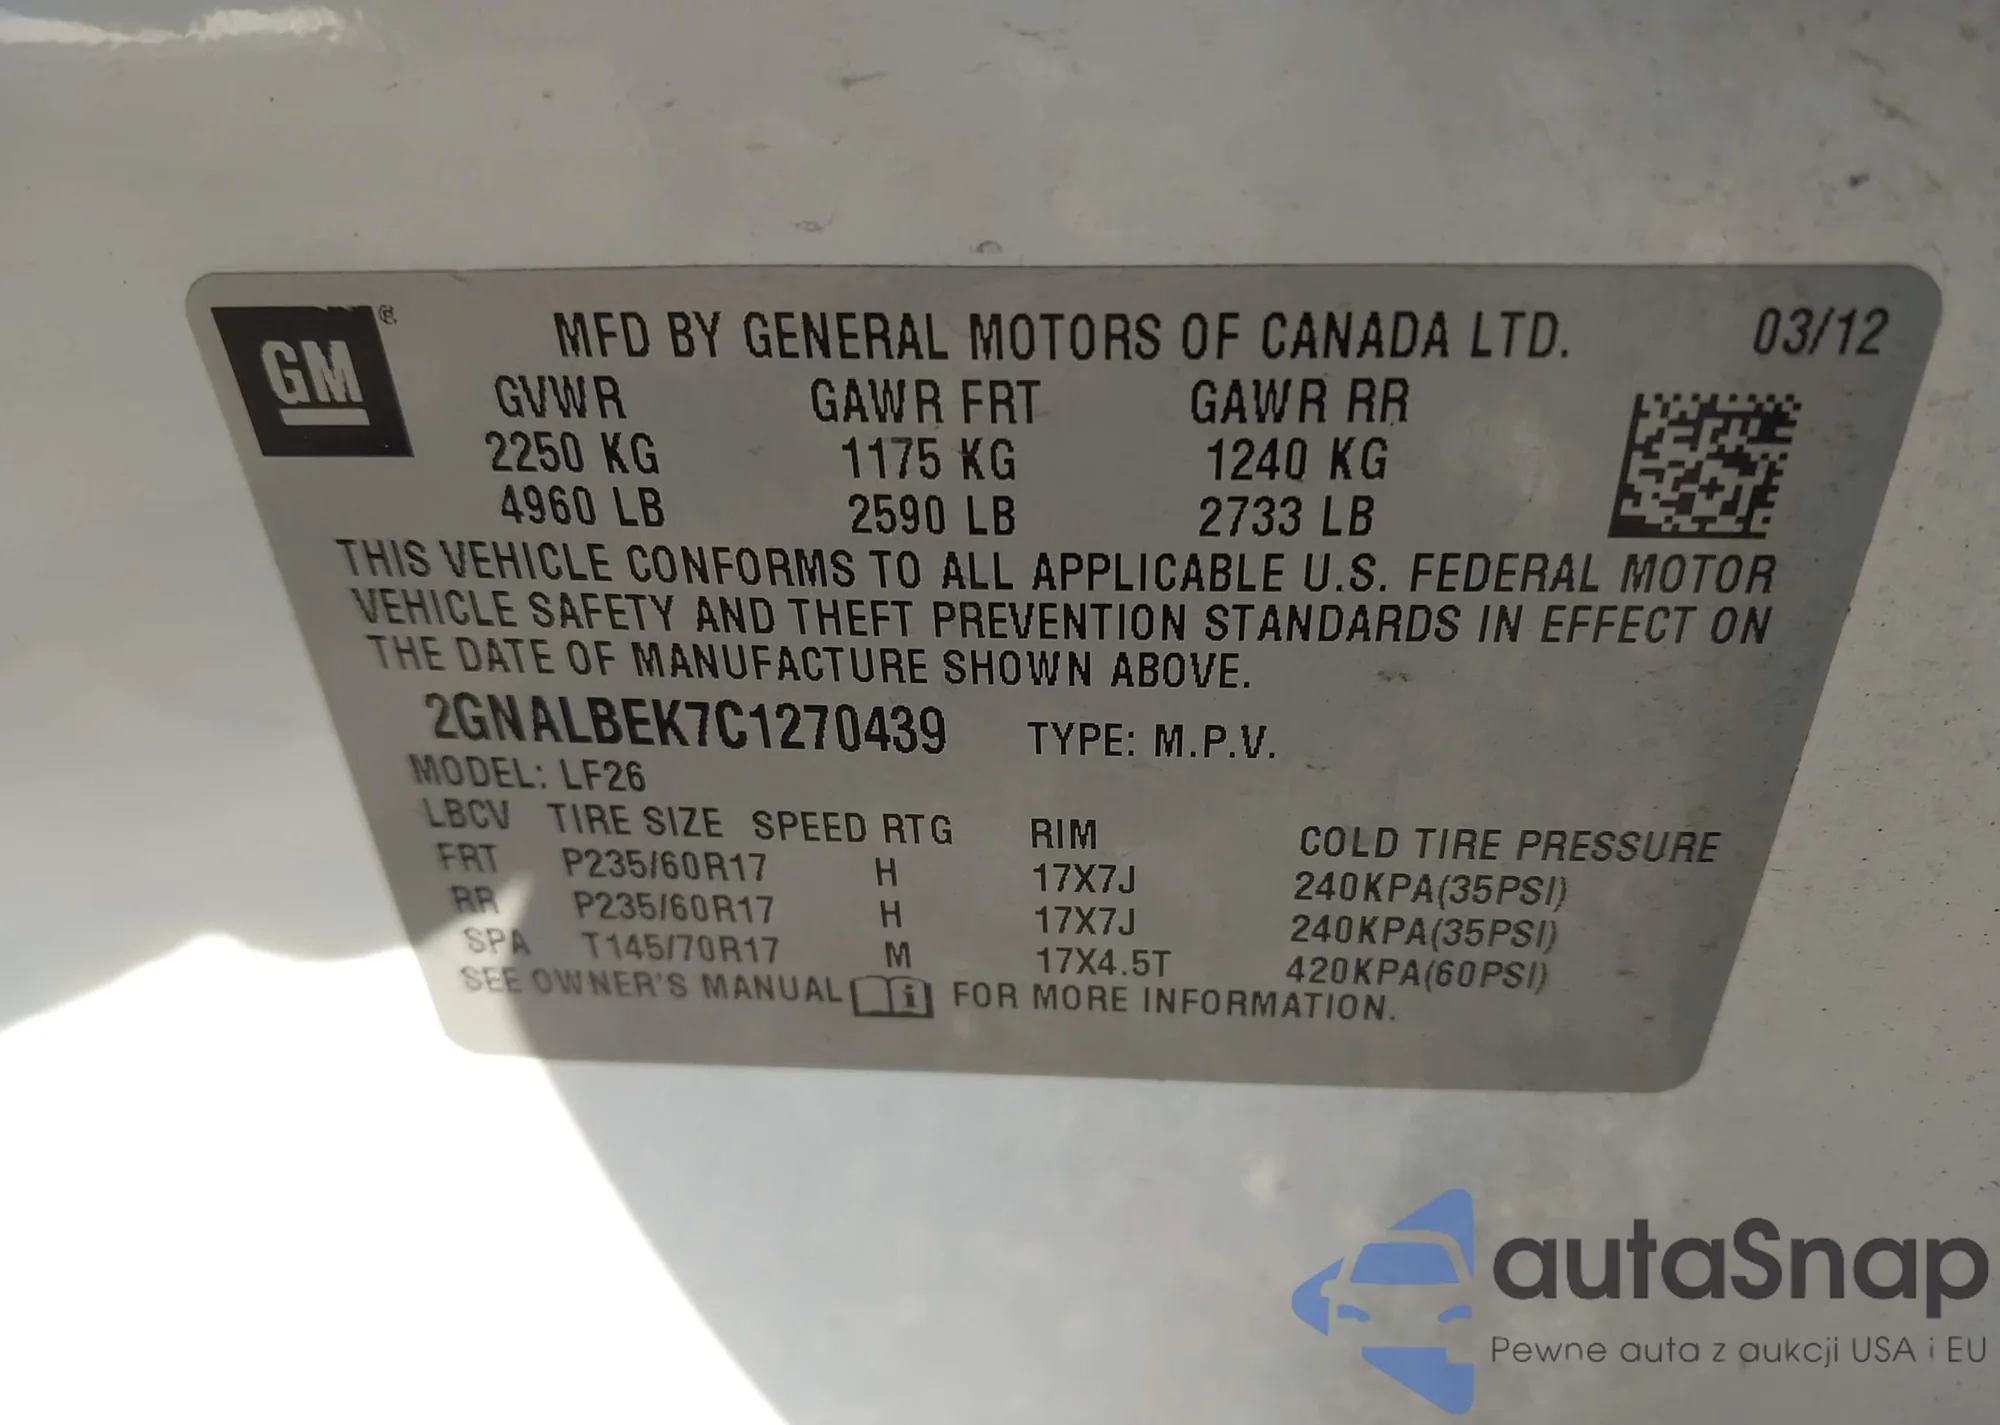 GM ®
MFD BY GENERAL MOTORS OF CANADA LTD. 03/12
GVWR GAWR FRT GAWR RR
2250 KG 1175 KG 1240 KG
4960 LB 2590 LB 2733 LB
THIS VEHICLE CONFORMS TO ALL APPLICABLE U.S. FEDERAL MOTOR
VEHICLE SAFETY AND THEFT PREVENTION STANDARDS IN EFFECT ON
THE DATE OF MANUFACTURE SHOWN ABOVE.
2GNALBEK7C1270439 TYPE: M.P.V.
MODEL: LF26
LBCV TIRE SIZE SPEED RTG RIM COLD TIRE PRESSURE
FRT P235/60R17 H 17X7J 240KPA(35PSI)
RR P235/60R17 H 17X7J 240KPA(35PSI)
SPA T145/70R17 M 17X4.5T 420KPA(60PSI)
SEE OWNER'S MANUAL i FOR MORE INFORMATION.
autaSnap
Pewne auta z aukcji USA i EU